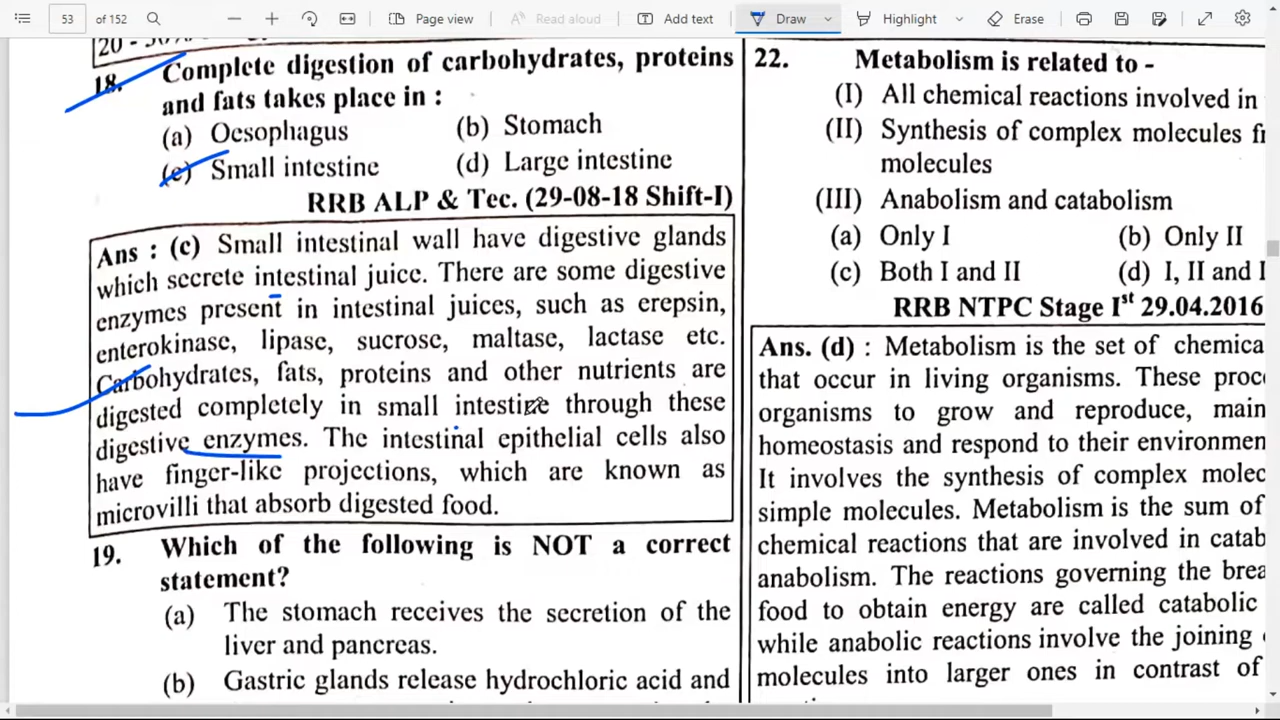 53 of 152 Page view Read aloud Add text Draw Highlight Erase
18. Complete digestion of carbohydrates, proteins
and fats takes place in :
(a) Oesophagus (b) Stomach
(c) Small intestine (d) Large intestine
RRB ALP & Tec. (29-08-18 Shift-I)
Ans : (c) Small intestinal wall have digestive glands
which secrete intestinal juice. There are some digestive
enzymes present in intestinal juices, such as erepsin,
enterokinase, lipase, sucrose, maltase, lactase etc.
Carbohydrates, fats, proteins and other nutrients are
digested completely in small intestine through these
digestive enzymes. The intestinal epithelial cells also
have finger-like projections, which are known as
microvilli that absorb digested food.
19. Which of the following is NOT a correct
statement?
(a) The stomach receives the secretion of the
liver and pancreas.
(b) Gastric glands release hydrochloric acid and
22. Metabolism is related to -
(I) All chemical reactions involved in
(II) Synthesis of complex molecules
molecules
(III) Anabolism and catabolism
(a) Only I (b) Only II
(c) Both I and II (d) I, II and
RRB NTPC Stage Ist 29.04.2016
Ans. (d) : Metabolism is the set of
that occur in living organisms. These
organisms to grow and reproduce,
homeostasis and respond to their
It involves the synthesis of complex
simple molecules. Metabolism is the sum of
chemical reactions that are involved in
anabolism. The reactions governing the
food to obtain energy are called catabolic
while anabolic reactions involve the joining
molecules into larger ones in contrast of